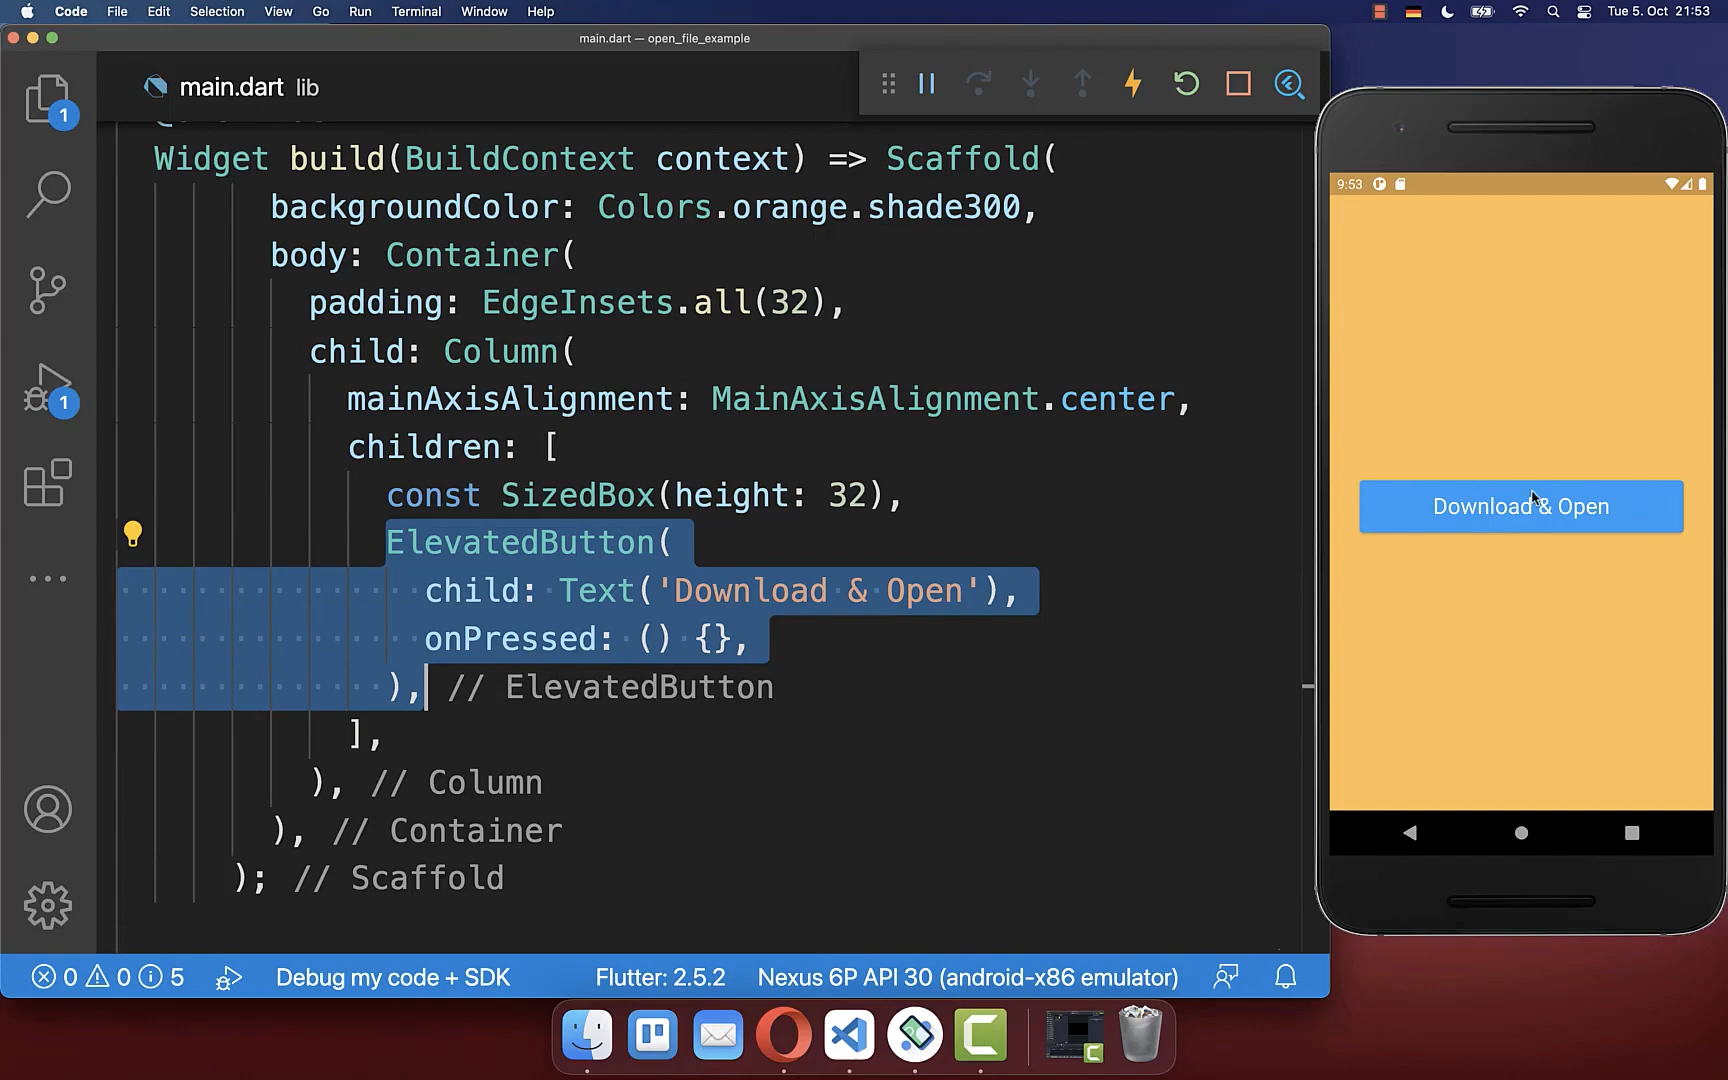 Code File Edit Selection View Go Run Terminal Window Help
Tue 5. Oct 21:53
main.dart — open_file_example
main.dart lib
1
1
Widget build(BuildContext context) => Scaffold(
backgroundColor: Colors.orange.shade300,
body: Container(
padding: EdgeInsets.all(32),
child: Column(
mainAxisAlignment: MainAxisAlignment.center,
children: [
const SizedBox(height: 32),
ElevatedButton(
child: Text('Download & Open'),
onPressed: () {},
), // ElevatedButton
],
), // Column
), // Container
); // Scaffold
0 0 5 Debug my code + SDK Flutter: 2.5.2 Nexus 6P API 30 (android-x86 emulator)
9:53
Download & Open